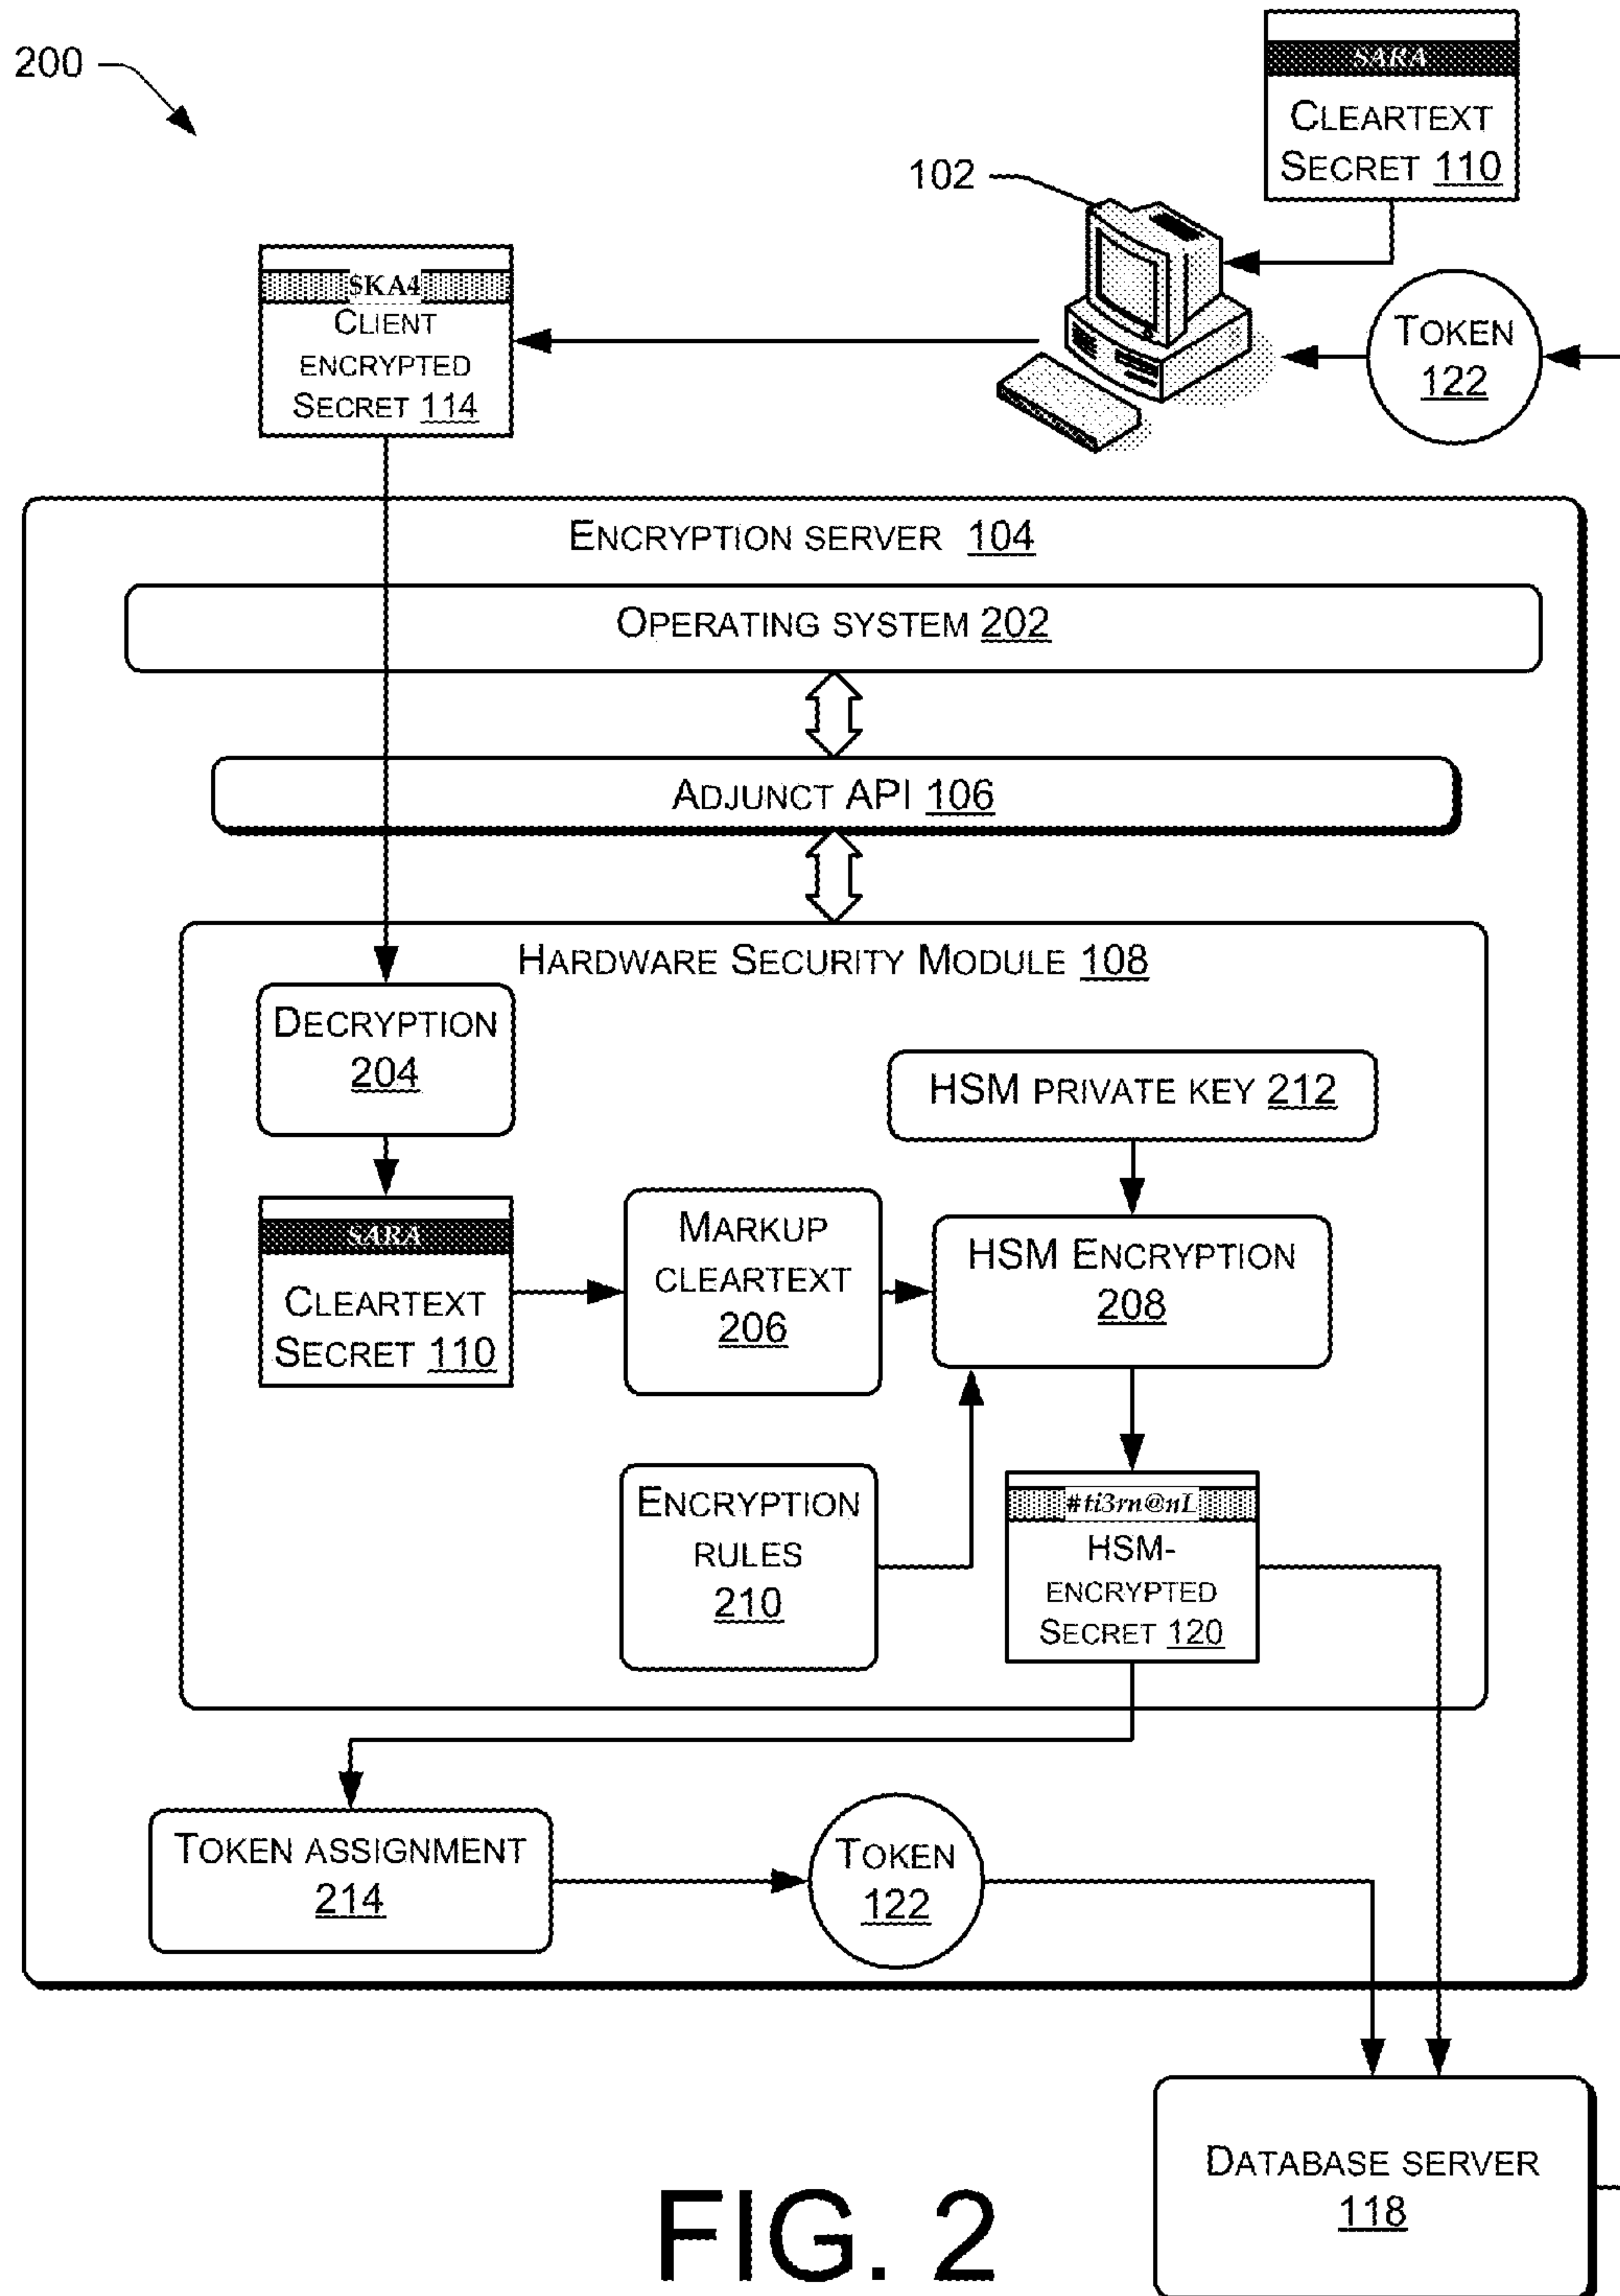 200
SARA
CLEARTEXT
SECRET 110
102
$KA4
CLIENT
ENCRYPTED
SECRET 114
TOKEN
122
ENCRYPTION SERVER 104
OPERATING SYSTEM 202
ADJUNCT API 106
HARDWARE SECURITY MODULE 108
DECRYPTION
204
HSM PRIVATE KEY 212
SARA
CLEARTEXT
SECRET 110
MARKUP
CLEARTEXT
206
HSM ENCRYPTION
208
ENCRYPTION
RULES
210
#ti3rn@nL
HSM-
ENCRYPTED
SECRET 120
TOKEN ASSIGNMENT
214
TOKEN
122
DATABASE SERVER
118
FIG. 2